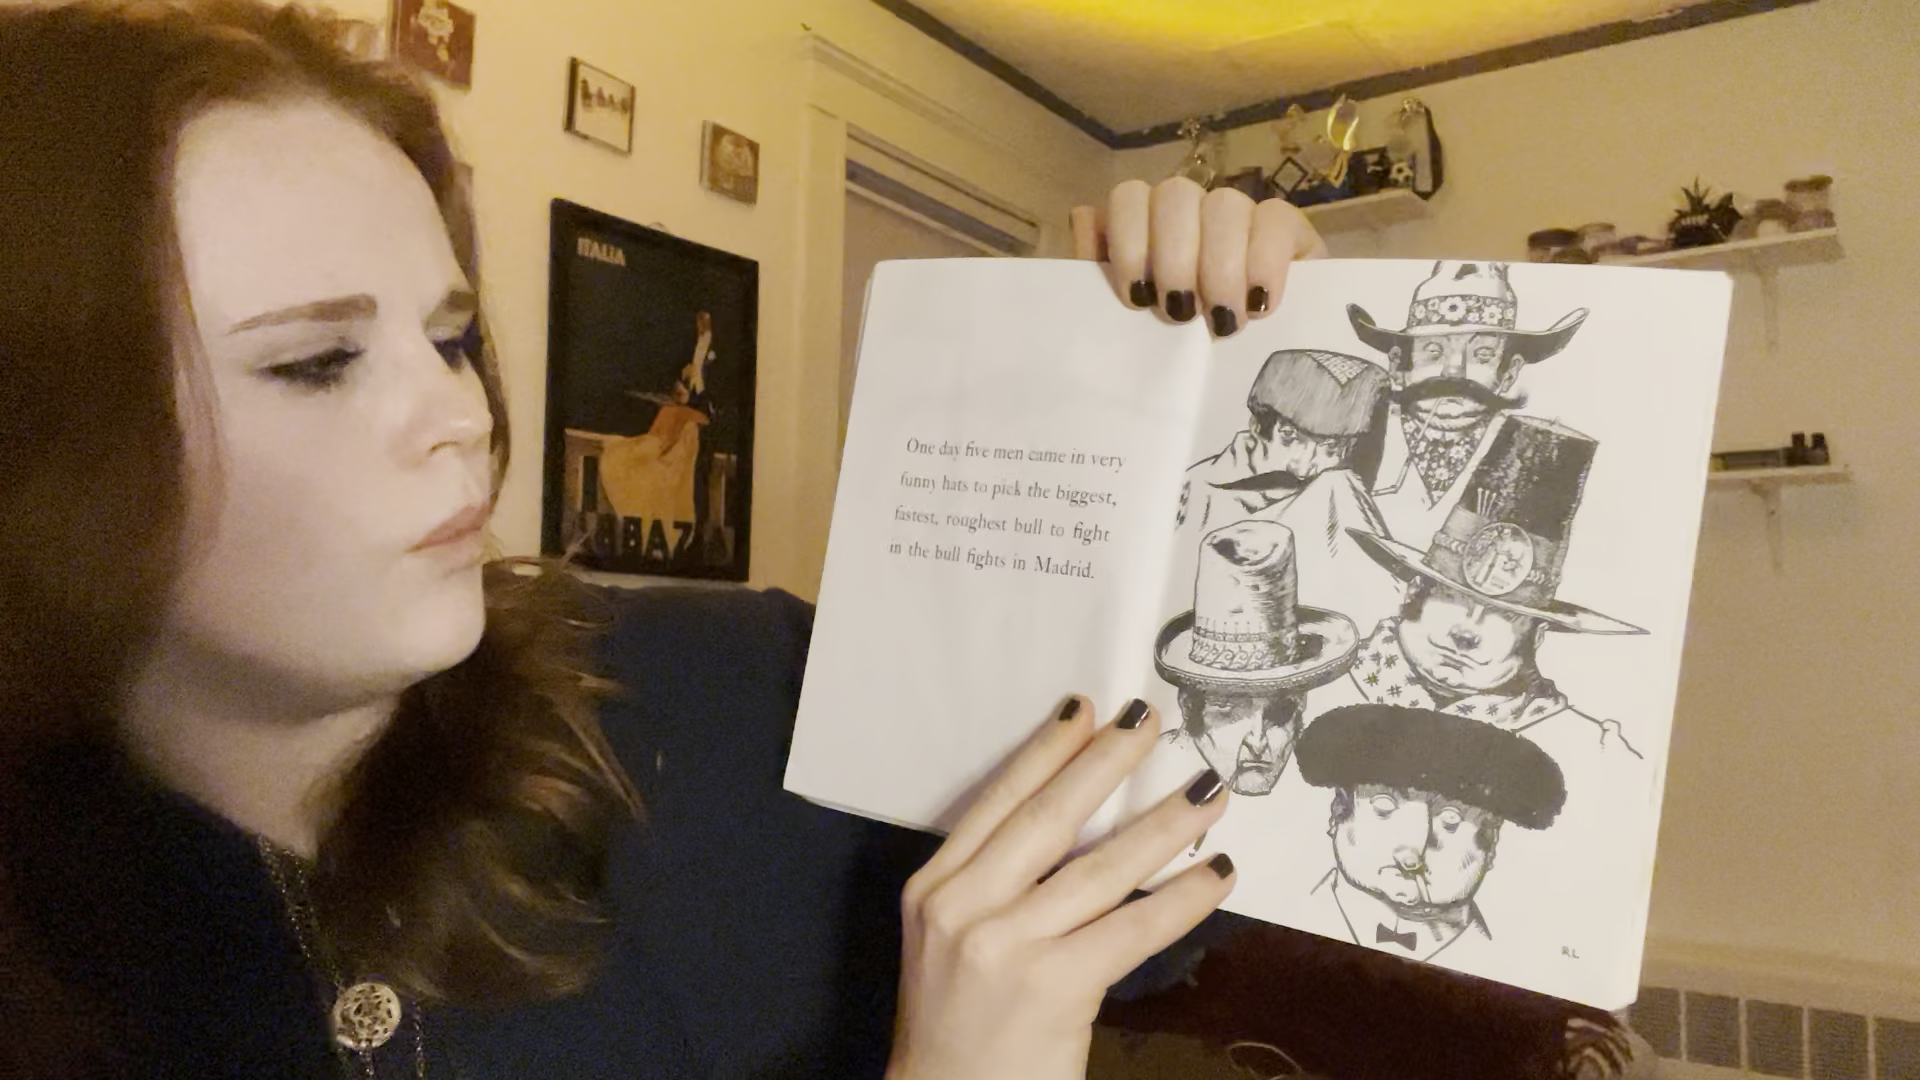 ITALIA
One day five men came in very
funny hats to pick the biggest,
fastest, roughest bull to fight
in the bull fights in Madrid.
R L